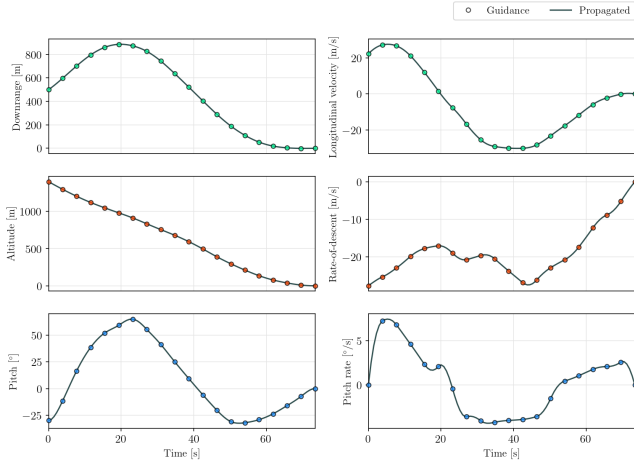 Guidance Propagated
Downrange [m]
800
600
400
200
0
Longitudinal velocity [m/s]
20
0
−20
Altitude [m]
1000
500
0
Rate-of-descent [m/s]
0
−10
−20
Pitch [°]
50
25
0
−25
0 20 40 60
Time [s]
Pitch rate [°/s]
5
0
0 20 40 60
Time [s]